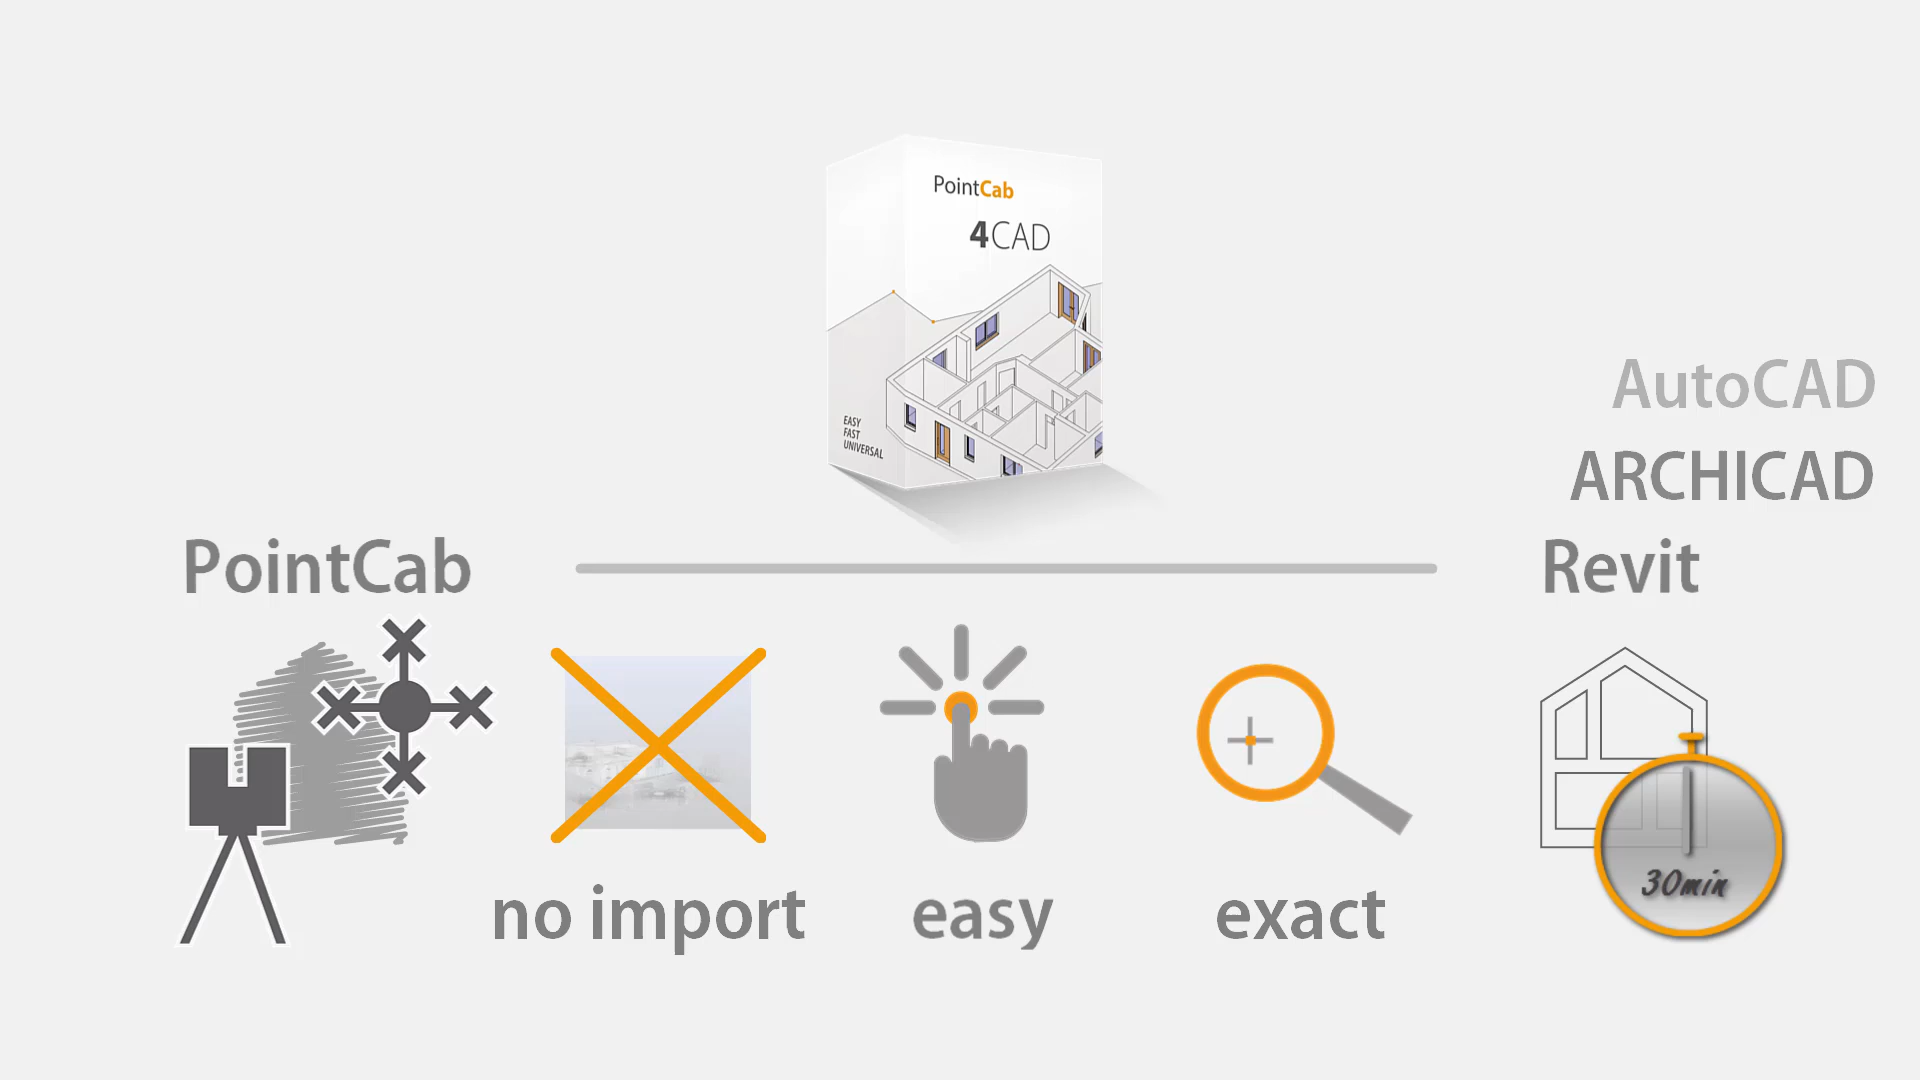 PointCab
4CAD
EASY
FAST
UNIVERSAL
AutoCAD
ARCHICAD
PointCab
Revit
30min
no import
easy
exact